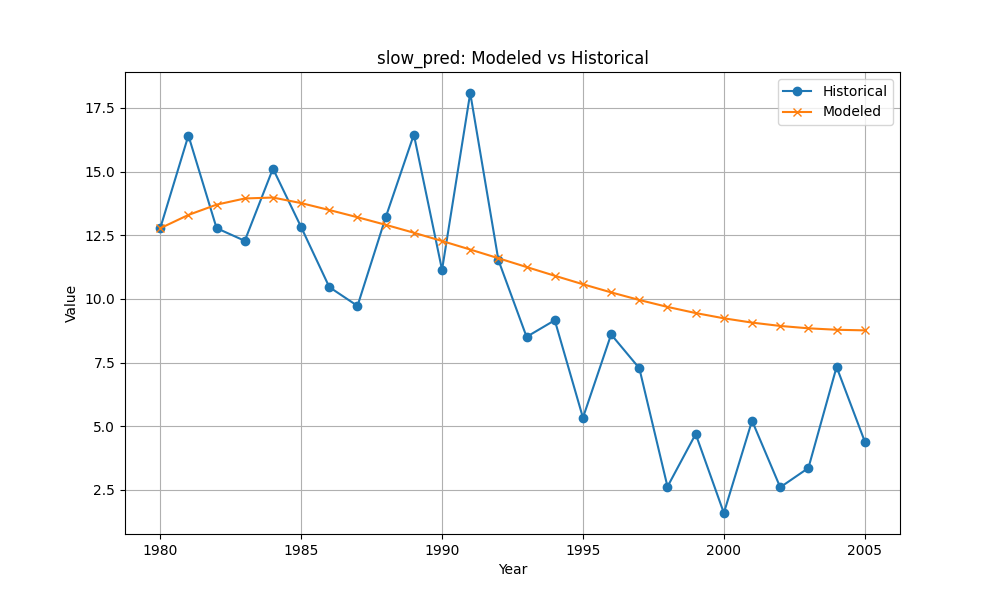 slow_pred: Modeled vs Historical
Historical
Modeled
17.5
15.0
12.5
10.0
7.5
5.0
2.5
Value
1980
1985
1990
1995
2000
2005
Year